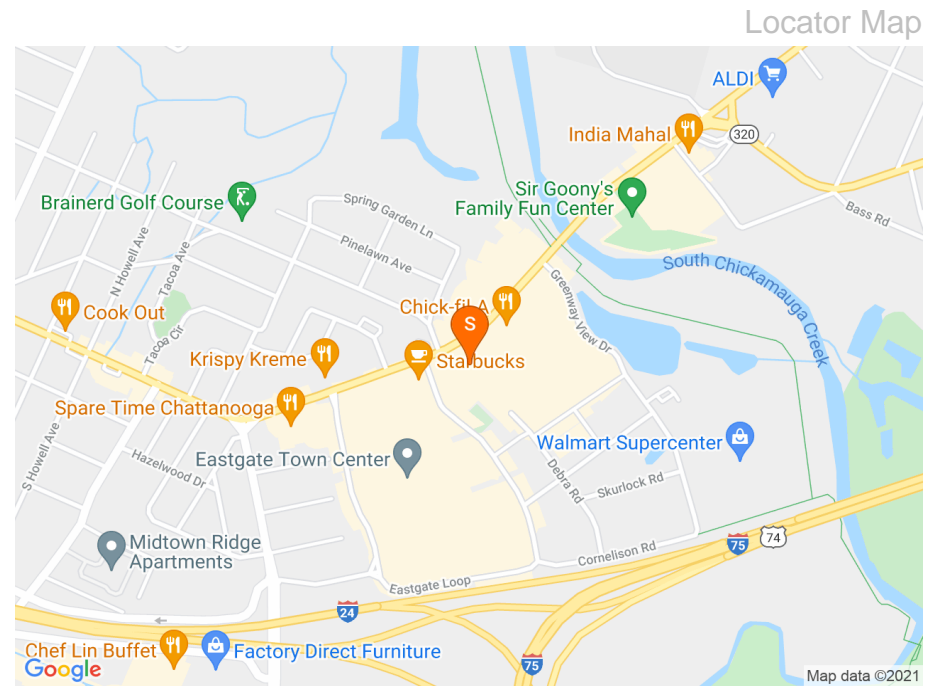 Locator Map
ALDI
India Mahal
320
Sir Goony's
Family Fun Center
Brainerd Golf Course
Spring Garden Ln
Bass Rd
N Howell Ave
Tacoa Ave
Pinelawn Ave
South Chickamauga Creek
Greenway View Dr
Chick-fil-A
Cook Out
S
Tacoa Cir
Krispy Kreme
Starbucks
Spare Time Chattanooga
Walmart Supercenter
S Howell Ave
Hazelwood Dr
Eastgate Town Center
Debra Rd
Skurlock Rd
Midtown Ridge
Apartments
75
74
Cornelison Rd
Eastgate Loop
24
Chef Lin Buffet
Factory Direct Furniture
75
Google
Map data ©2021